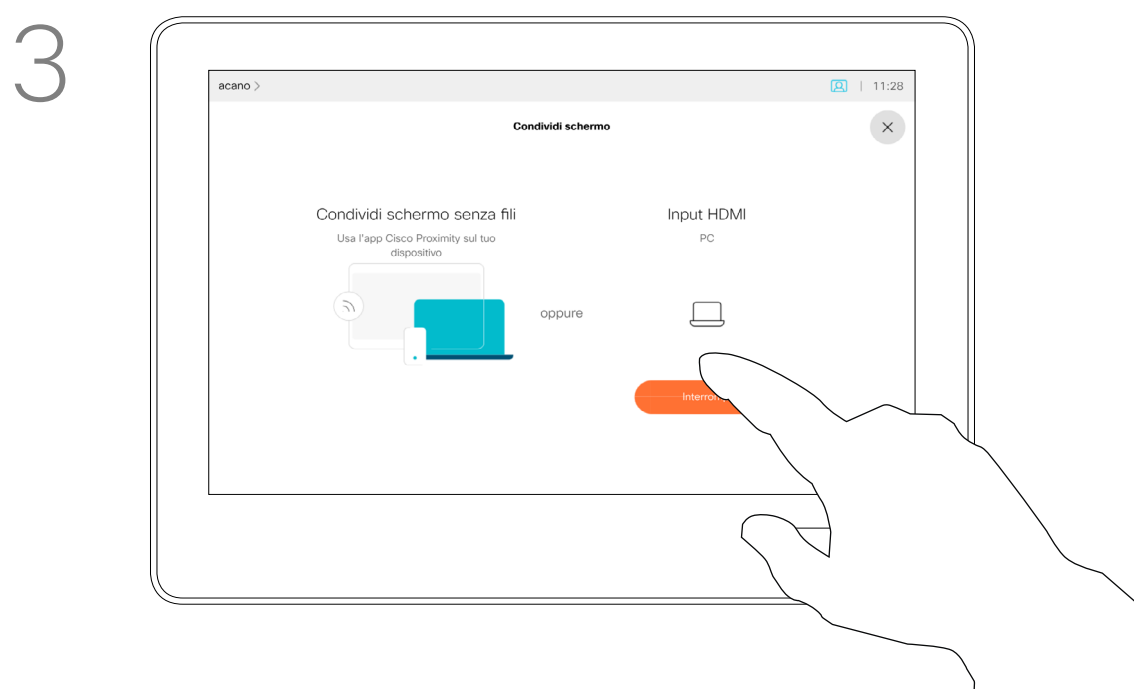 3
acano >
11:28
Condividi schermo
Condividi schermo senza fili
Usa l'app Cisco Proximity sul tuo
dispositivo
Input HDMI
PC
oppure